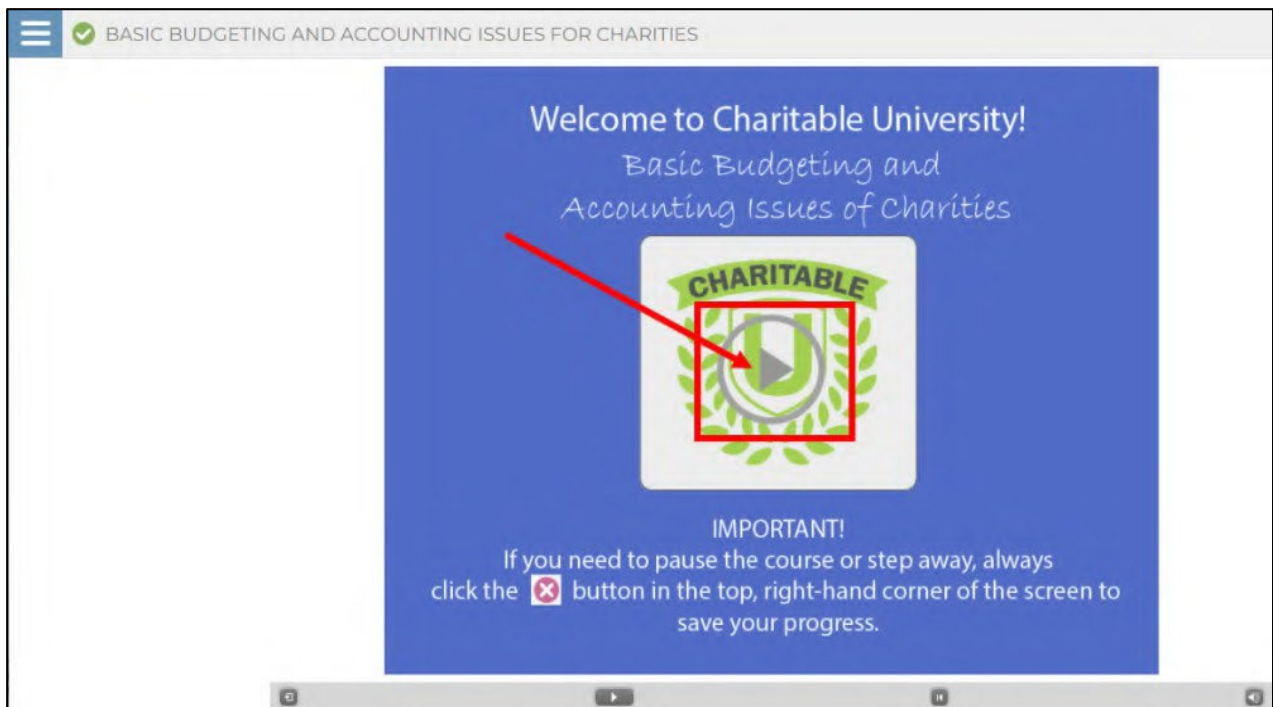 BASIC BUDGETING AND ACCOUNTING ISSUES FOR CHARITIES
Welcome to Charitable University!
Basic Budgeting and
Accounting Issues of Charities
CHARITABLE
U
IMPORTANT!
If you need to pause the course or step away, always
click the button in the top, right-hand corner of the screen to
save your progress.